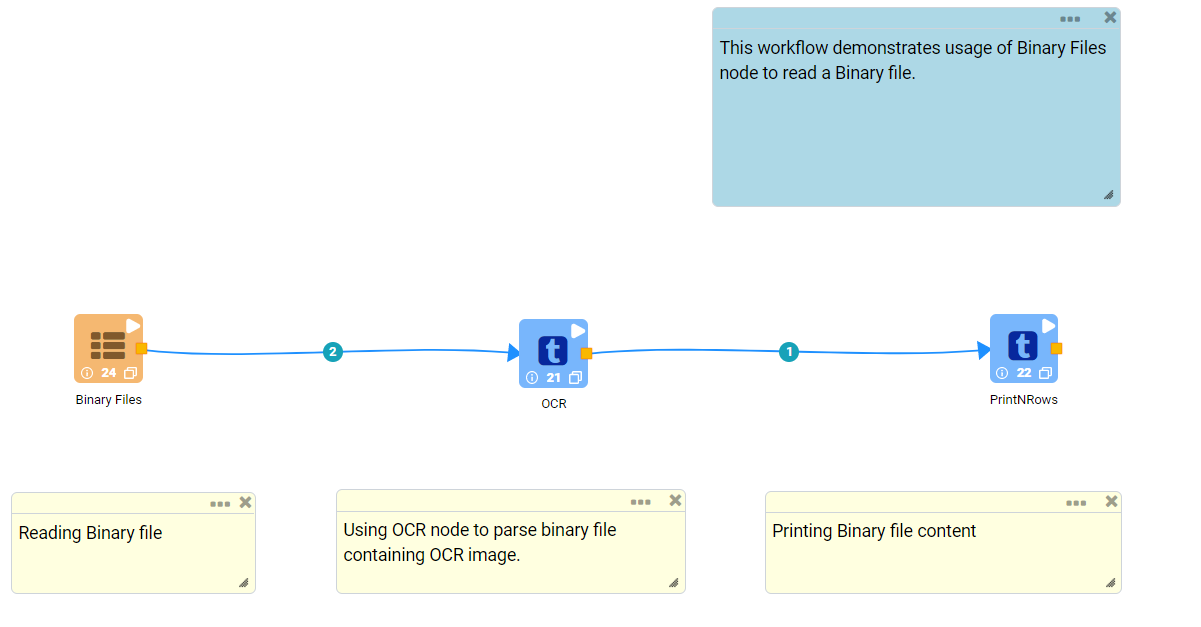 This workflow demonstrates usage of Binary Files
node to read a Binary file.
2
1
t
t
24
21
22
Binary Files
OCR
PrintNRows
Reading Binary file
Using OCR node to parse binary file
containing OCR image.
Printing Binary file content